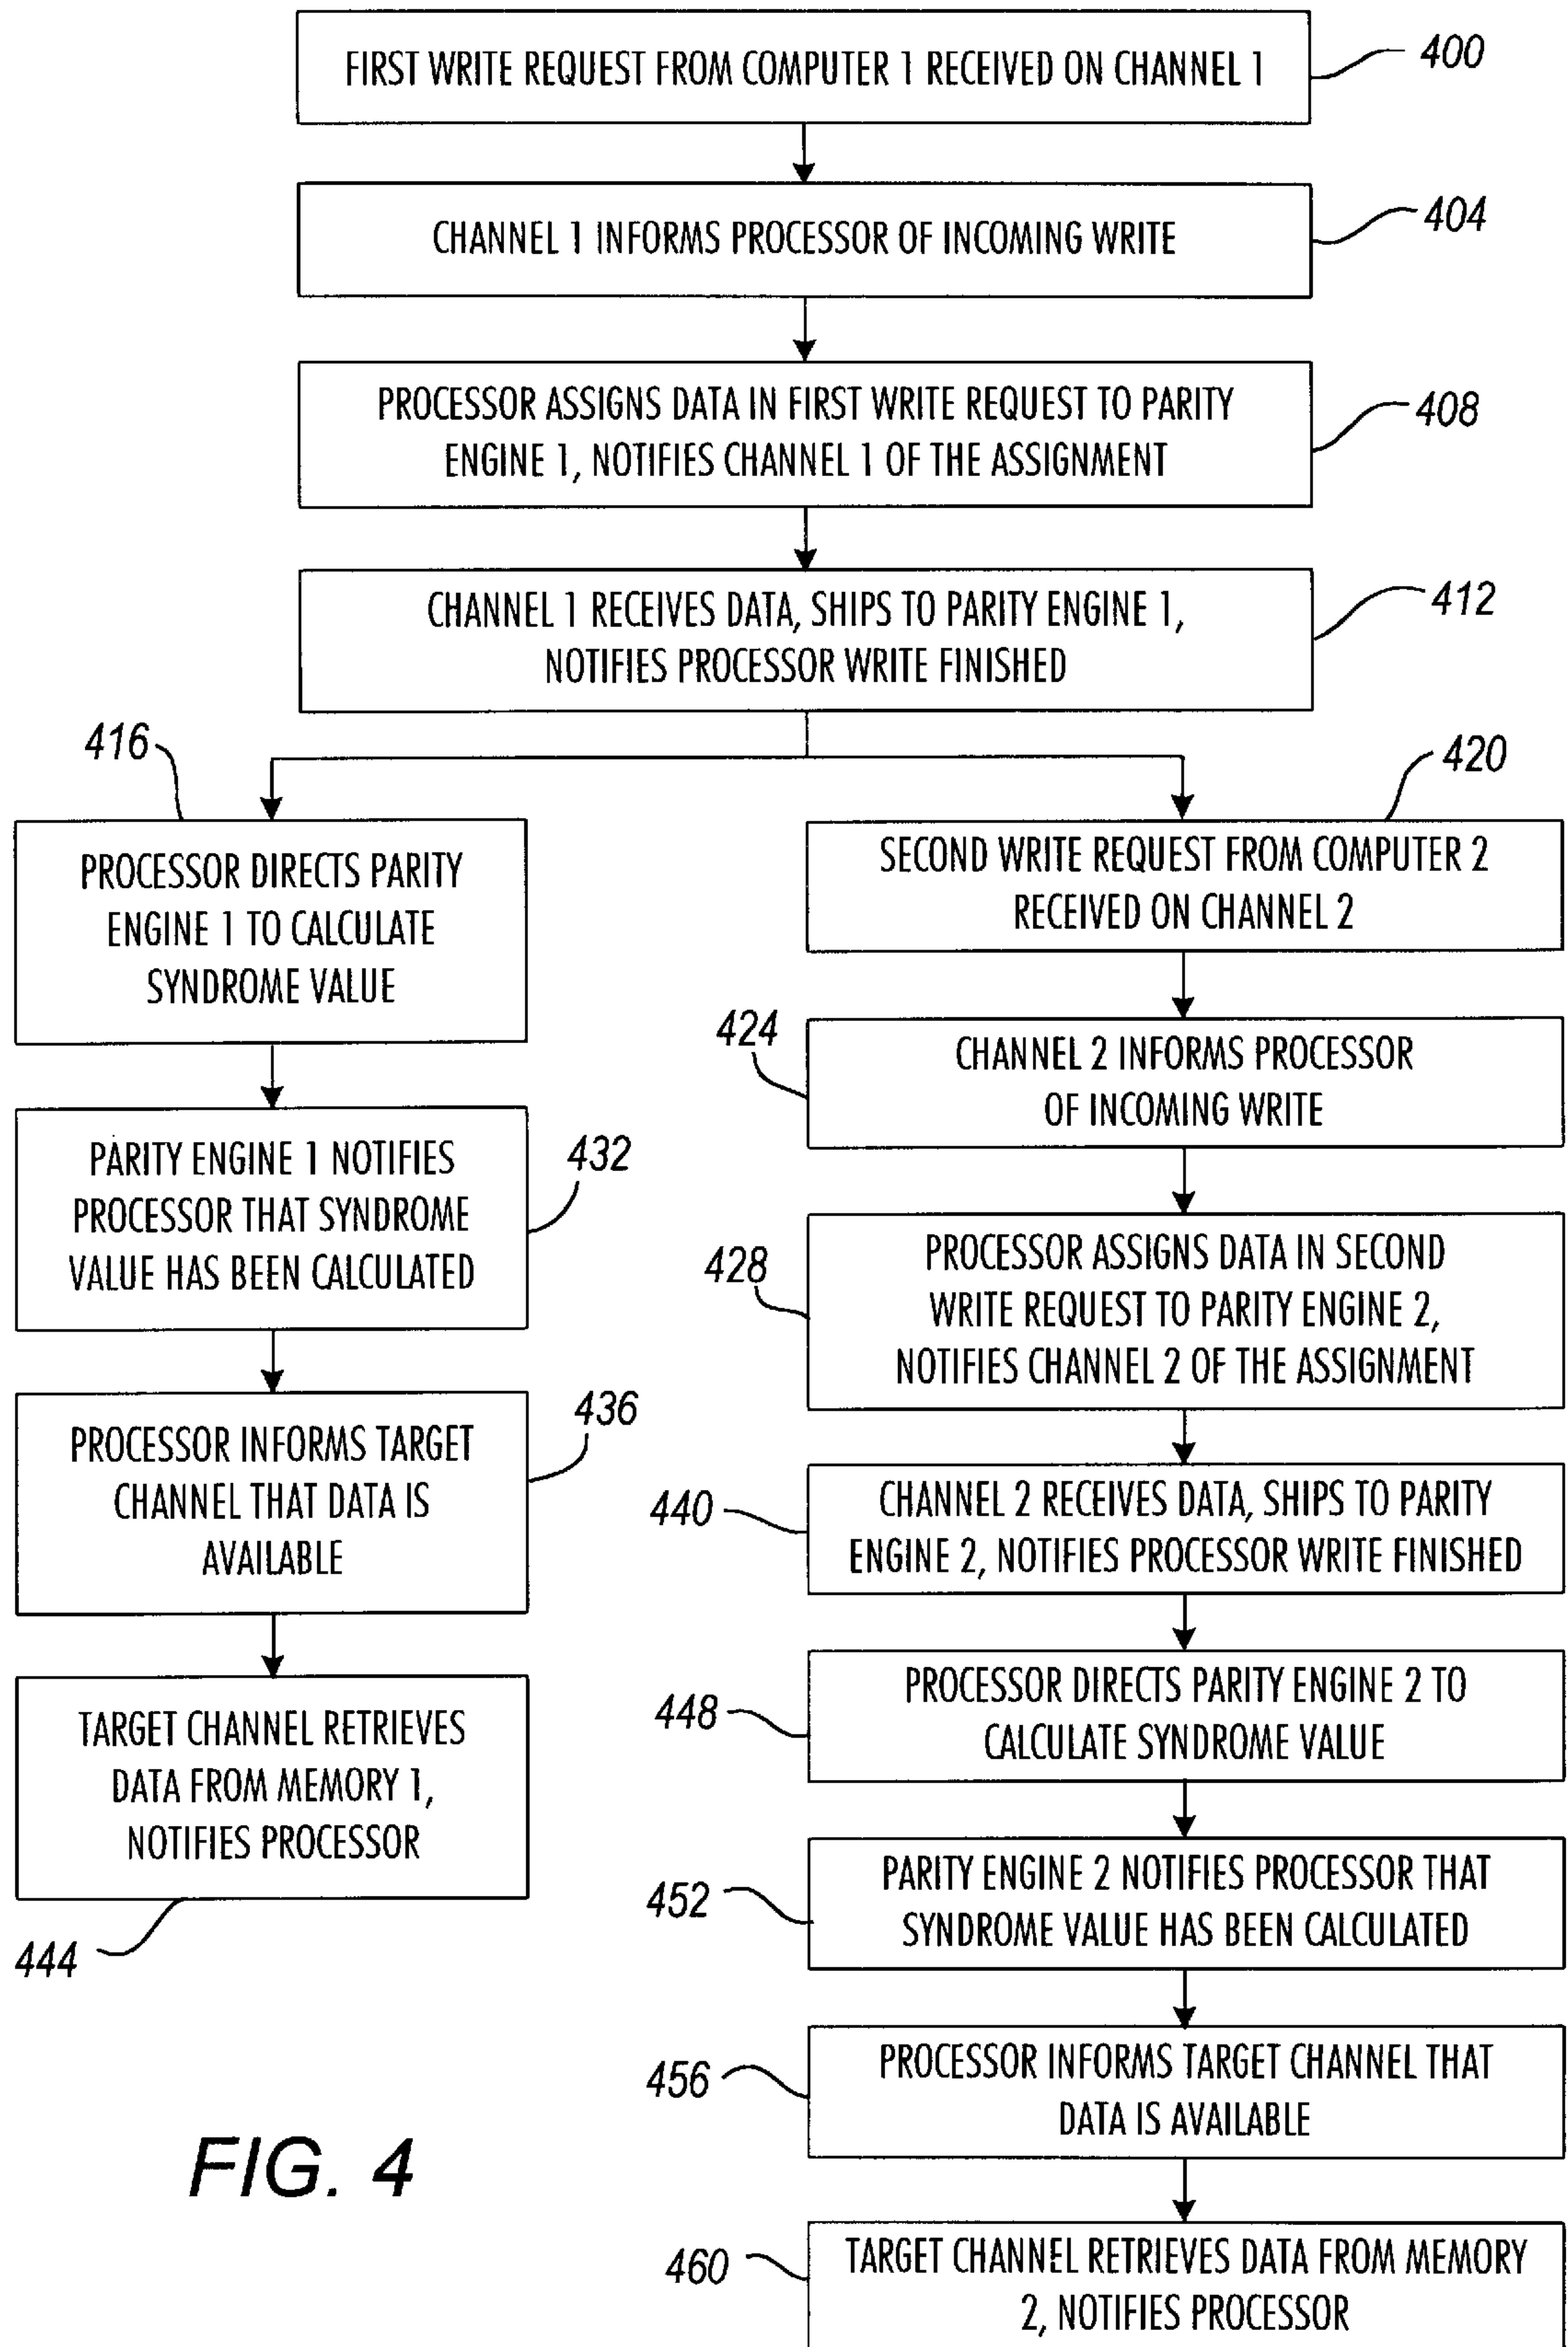 FIRST WRITE REQUEST FROM COMPUTER 1 RECEIVED ON CHANNEL 1
400
CHANNEL 1 INFORMS PROCESSOR OF INCOMING WRITE
404
PROCESSOR ASSIGNS DATA IN FIRST WRITE REQUEST TO PARITY
ENGINE 1, NOTIFIES CHANNEL 1 OF THE ASSIGNMENT
408
CHANNEL 1 RECEIVES DATA, SHIPS TO PARITY ENGINE 1,
NOTIFIES PROCESSOR WRITE FINISHED
412
416
PROCESSOR DIRECTS PARITY
ENGINE 1 TO CALCULATE
SYNDROME VALUE
PARITY ENGINE 1 NOTIFIES
PROCESSOR THAT SYNDROME
VALUE HAS BEEN CALCULATED
432
PROCESSOR INFORMS TARGET
CHANNEL THAT DATA IS
AVAILABLE
436
TARGET CHANNEL RETRIEVES
DATA FROM MEMORY 1,
NOTIFIES PROCESSOR
444
420
SECOND WRITE REQUEST FROM COMPUTER 2
RECEIVED ON CHANNEL 2
424
CHANNEL 2 INFORMS PROCESSOR
OF INCOMING WRITE
428
PROCESSOR ASSIGNS DATA IN SECOND
WRITE REQUEST TO PARITY ENGINE 2,
NOTIFIES CHANNEL 2 OF THE ASSIGNMENT
440
CHANNEL 2 RECEIVES DATA, SHIPS TO PARITY
ENGINE 2, NOTIFIES PROCESSOR WRITE FINISHED
448
PROCESSOR DIRECTS PARITY ENGINE 2 TO
CALCULATE SYNDROME VALUE
452
PARITY ENGINE 2 NOTIFIES PROCESSOR THAT
SYNDROME VALUE HAS BEEN CALCULATED
456
PROCESSOR INFORMS TARGET CHANNEL THAT
DATA IS AVAILABLE
460
TARGET CHANNEL RETRIEVES DATA FROM MEMORY
2, NOTIFIES PROCESSOR
FIG. 4